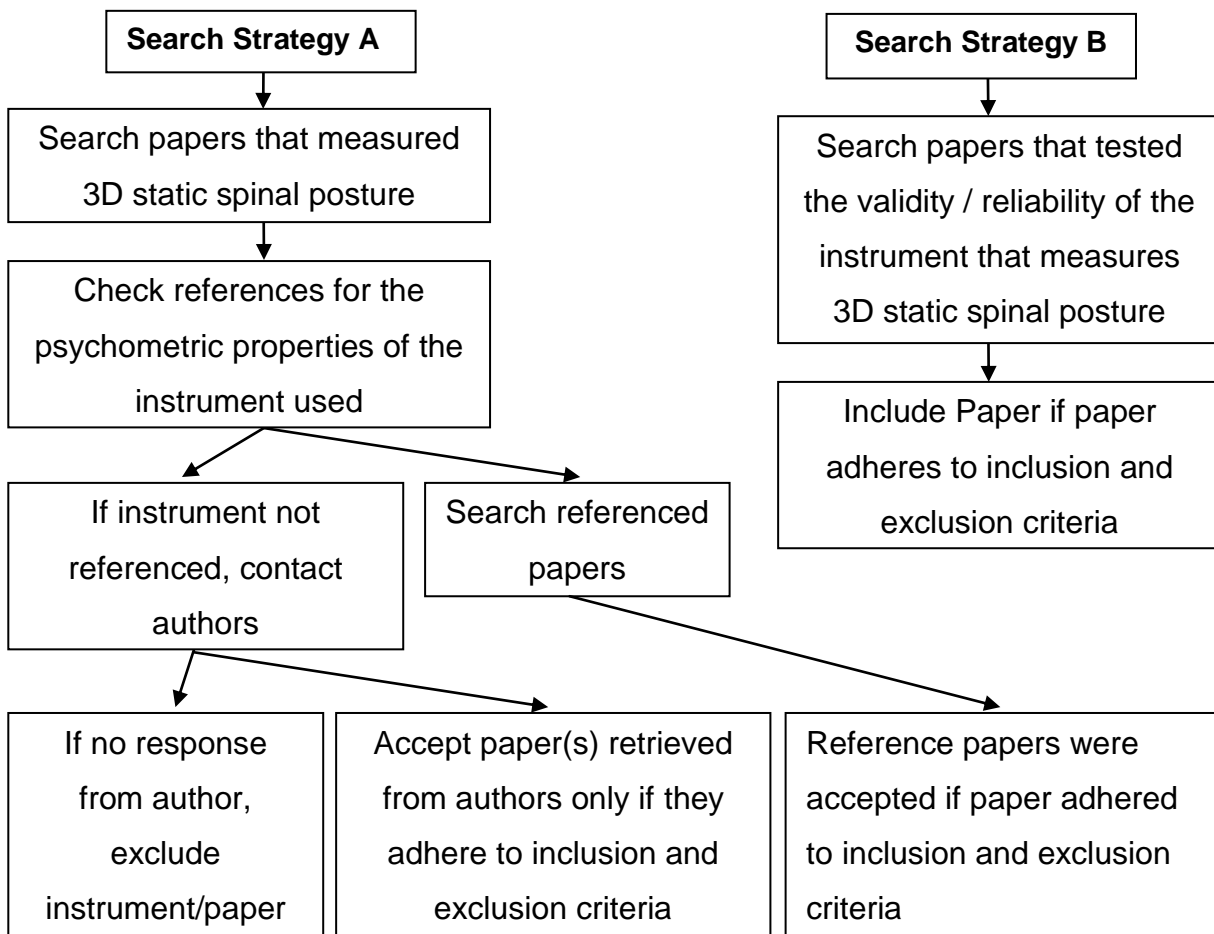 Search Strategy A
Search papers that measured
3D static spinal posture
Check references for the
psychometric properties of the
instrument used
If instrument not
referenced, contact
authors
Search referenced
papers
If no response
from author,
exclude
instrument/paper
Accept paper(s) retrieved
from authors only if they
adhere to inclusion and
exclusion criteria
Reference papers were
accepted if paper adhered
to inclusion and exclusion
criteria
Search Strategy B
Search papers that tested
the validity / reliability of the
instrument that measures
3D static spinal posture
Include Paper if paper
adheres to inclusion and
exclusion criteria